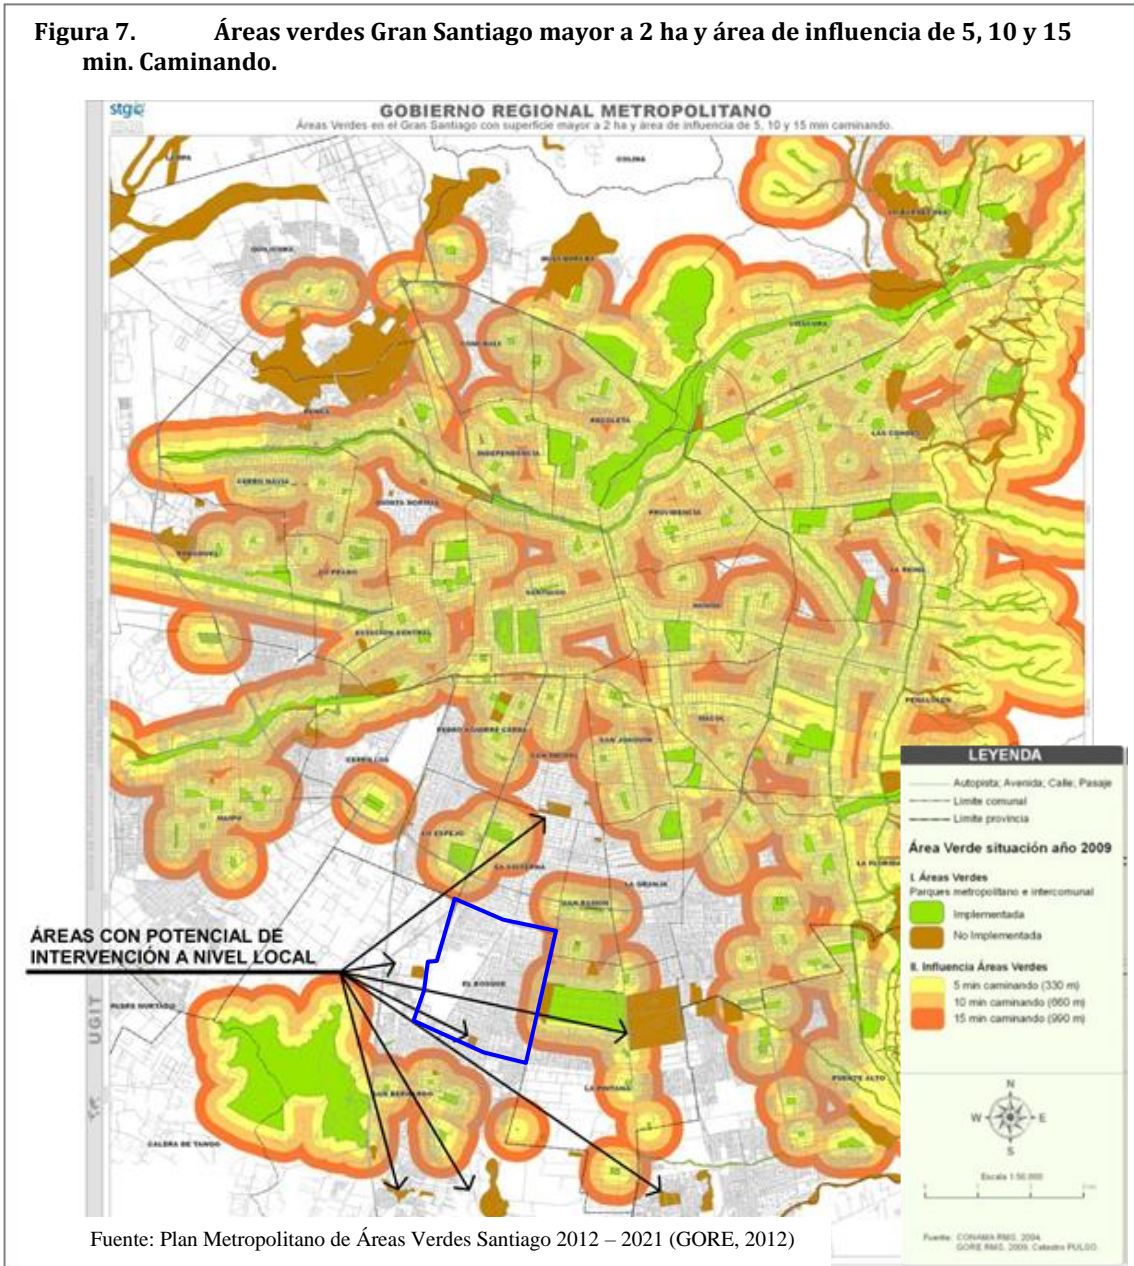 Figura 7. Áreas verdes Gran Santiago mayor a 2 ha y área de influencia de 5, 10 y 15
min. Caminando.
stg
GOBIERNO REGIONAL METROPOLITANO
Áreas Verdes en el Gran Santiago con superficie mayor a 2 ha y área de influencia de 5, 10 y 15 min caminando.
COLINA
QUILICURA
HUECHURABA
LO BARNECHEA
VITACURA
CONCHALI
RENCA
RECOLETA
LAS CONDES
INDEPENDENCIA
CERRO NAVIA
QUINTA NORMAL
PROVIDENCIA
PUDAHUEL
LO PRADO
LA REINA
SANTIAGO
ÑUÑOA
ESTACION CENTRAL
PEÑALOLEN
MACUL
PEDRO AGUIRRE CERDA
SAN JOAQUIN
SAN MIGUEL
CERRILLOS
MAIPU
LO ESPEJO
LA CISTERNA
LA GRANJA
SAN RAMON
LA FLORIDA
ÁREAS CON POTENCIAL DE
INTERVENCIÓN A NIVEL LOCAL
EL BOSQUE
PADRE HURTADO
UGIT
LA PINTANA
SAN BERNARDO
PUENTE ALTO
CALERA DE TANGO
LEYENDA
Autopista; Avenida; Calle; Pasaje
Limite comunal
Limite provincia
Área Verde situación año 2009
I. Áreas Verdes
Parques metropolitano e intercomunal
Implementada
No Implementada
II. Influencia Áreas Verdes
5 min caminando (330 m)
10 min caminando (660 m)
15 min caminando (990 m)
N
W E
S
Escala 1:50.000
Fuente: CONAMA RMS, 2004.
GORE RMS, 2009. Catastro PULSO.
Fuente: Plan Metropolitano de Áreas Verdes Santiago 2012 – 2021 (GORE, 2012)